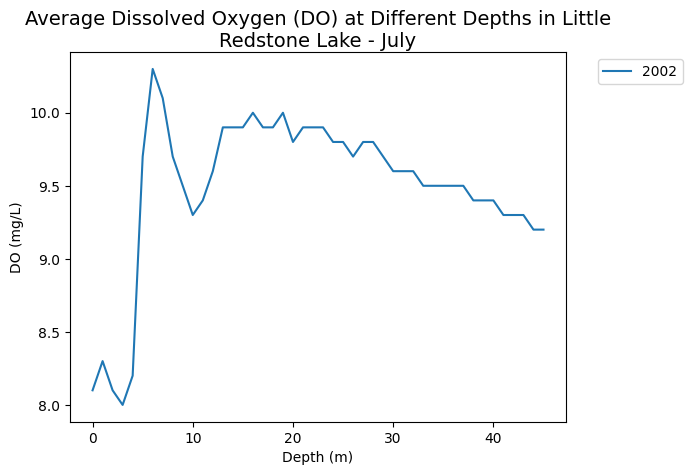 Average Dissolved Oxygen (DO) at Different Depths in Little
Redstone Lake - July
2002
10.0
9.5
9.0
8.5
8.0
DO (mg/L)
0 10 20 30 40
Depth (m)